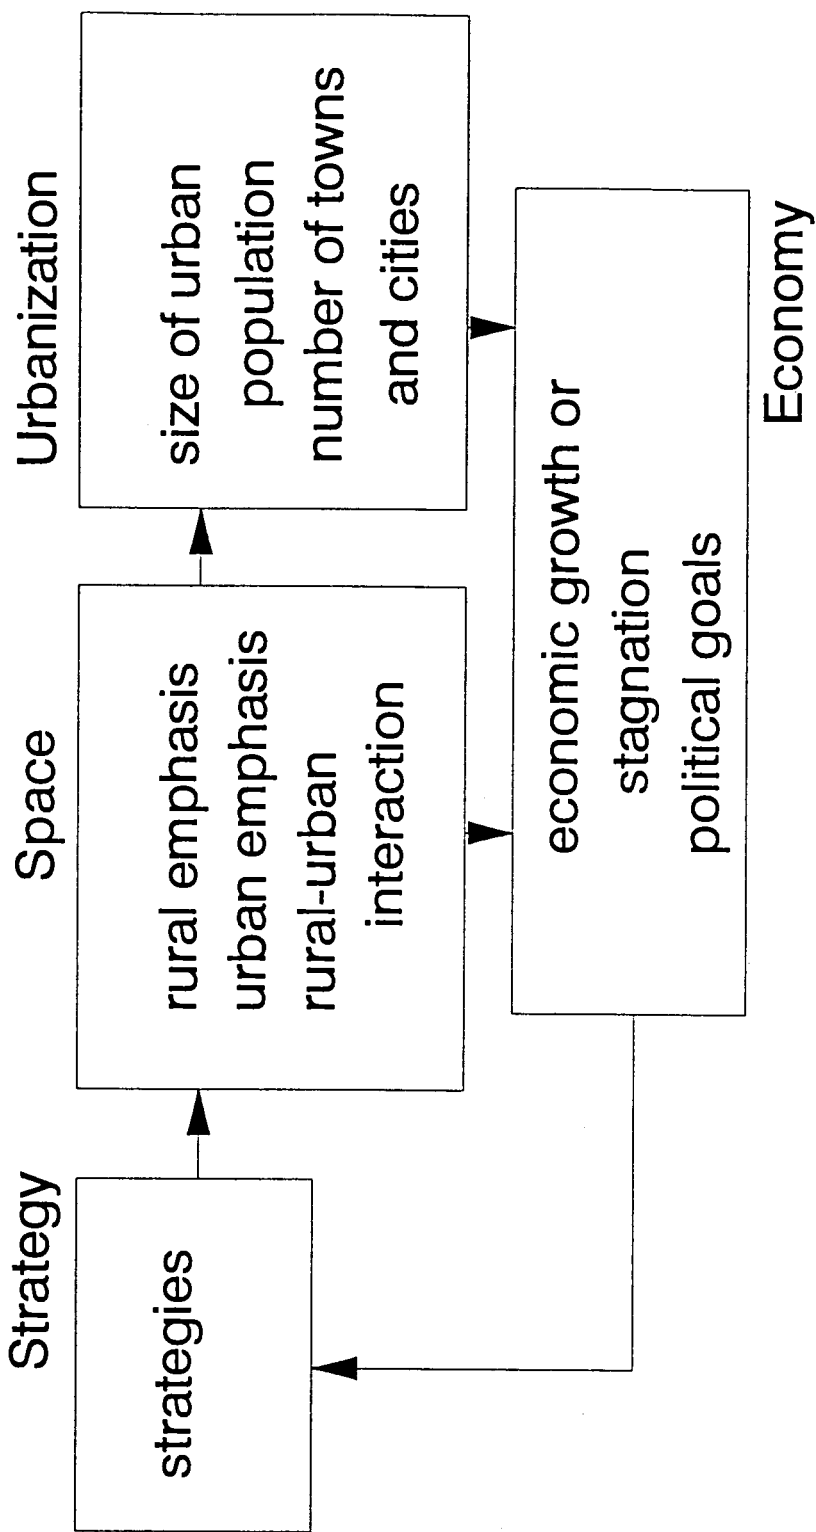 Strategy
strategies
Space
rural emphasis
urban emphasis
rural-urban
interaction
Urbanization
size of urban
population
number of towns
and cities
economic growth or
stagnation
political goals
Economy